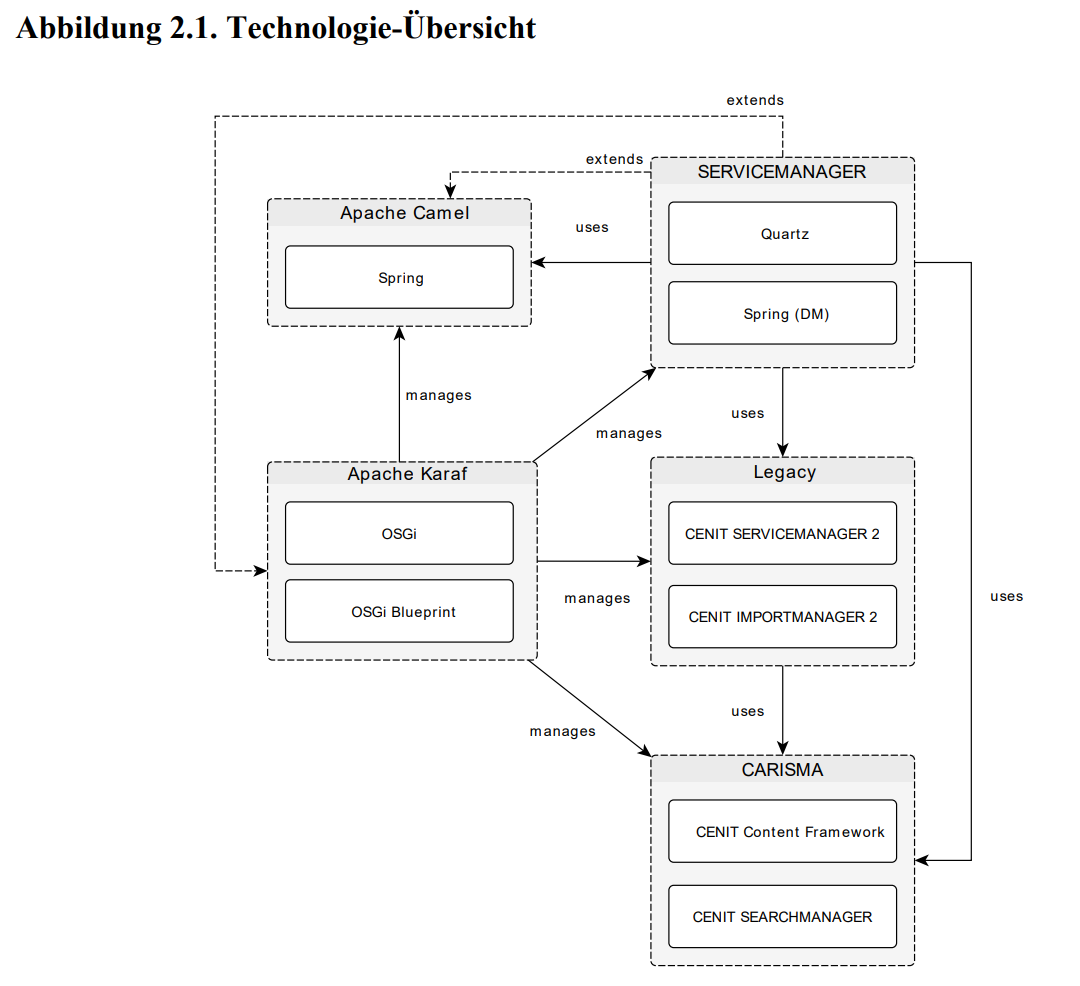 Abbildung 2.1. Technologie-Übersicht
extends
extends
SERVICEMANAGER
Apache Camel
uses
Quartz
Spring
Spring (DM)
manages
uses
manages
Legacy
Apache Karaf
OSGi
CENIT SERVICEMANAGER 2
manages
uses
OSGi Blueprint
CENIT IMPORTMANAGER 2
uses
manages
CARISMA
CENIT Content Framework
CENIT SEARCHMANAGER